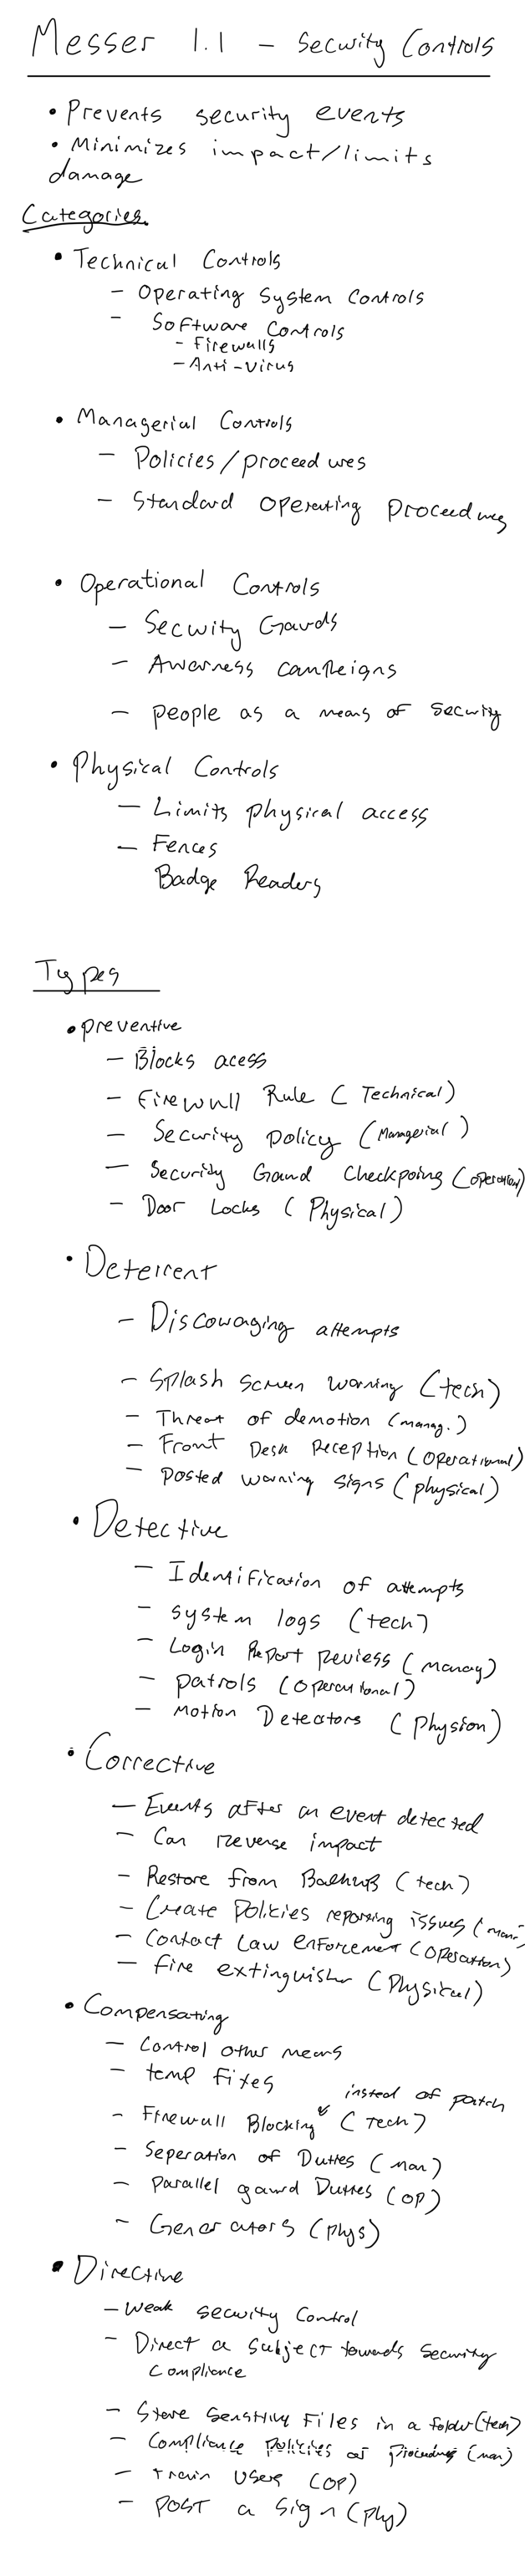 Messer 1.1 - Security Controls
• Prevents security events
• Minimizes impact/limits
damage
Categories
• Technical Controls
- Operating System Controls
- Software Controls
- Firewalls
- Anti-virus
• Managerial Controls
- Policies/proceedures
- Standard Operating Proceedures
• Operational Controls
- Security Gaurds
- Awarness campeigns
- people as a means of security
• Physical Controls
- Limits physical access
- Fences
Badge Readers
Types
• preventive
- Blocks acess
- Firewall Rule (Technical)
- Security policy (Managerial)
- Security Gaurd Checkpoing (operational)
- Door Locks (Physical)
• Deterrent
- Discouraging attempts
- Splash screen warning (tech)
- Threat of demotion (manag.)
- Front Desk Reception (operational)
- Posted warning signs (physical)
• Detective
- Identification of attempts
- system logs (tech)
- Login Report Reviess (manag)
- patrols (operational)
- Motion Detectors (physical)
• Corrective
- Events after an event detected
- Can reverse impact
- Restore from Backups (tech)
- Create policies reporting issues (man)
- Contact Law enforcement (operation)
- fire extinguisher (Physical)
• Compensating
- Control other means
- temp fixes
insted of patch
- Firewall Blocking (Tech)
- Seperation of Duties (man)
- Parallel gaurd Duties (OP)
- Generators (phys)
• Directive
- Weak security Control
- Direct a subject towards security
compliance
- Store Sensitive Files in a folder (tech)
- Compliance policies or procedures (man)
- train users (OP)
- POST a sign (phy)